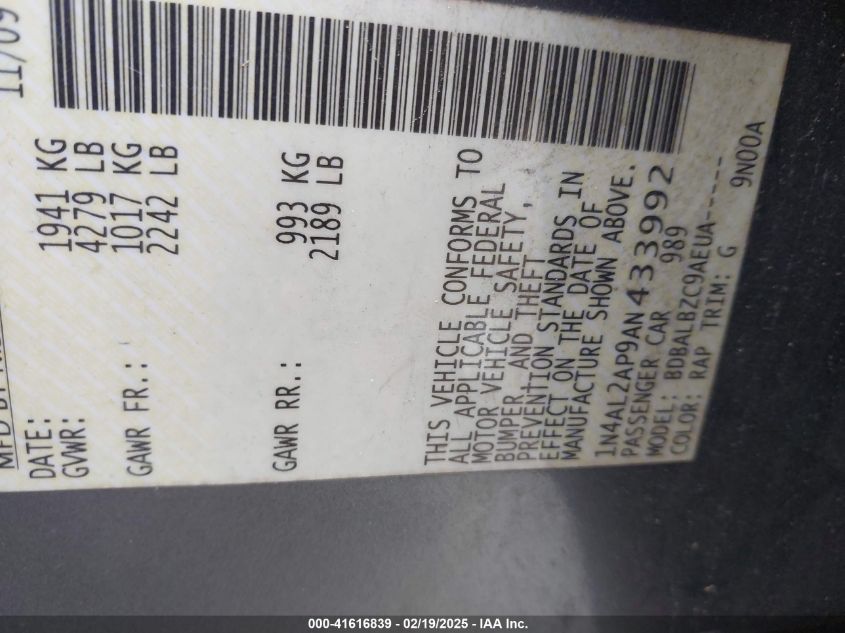 MFD BY
DATE: 11/09
GVWR: 1941 KG
4279 LB
GAWR FR.: 1017 KG
2242 LB
GAWR RR.: 993 KG
2189 LB
THIS VEHICLE CONFORMS TO
ALL APPLICABLE FEDERAL
MOTOR VEHICLE SAFETY,
BUMPER, AND THEFT
PREVENTION STANDARDS IN
EFFECT ON THE DATE OF
MANUFACTURE SHOWN ABOVE.
1N4AL2AP9AN433992
PASSENGER CAR 989
MODEL: BDBALBZC9AEUA-----
COLOR: RAP TRIM: G 9N00A
000-41616839 - 02/19/2025 - IAA Inc.